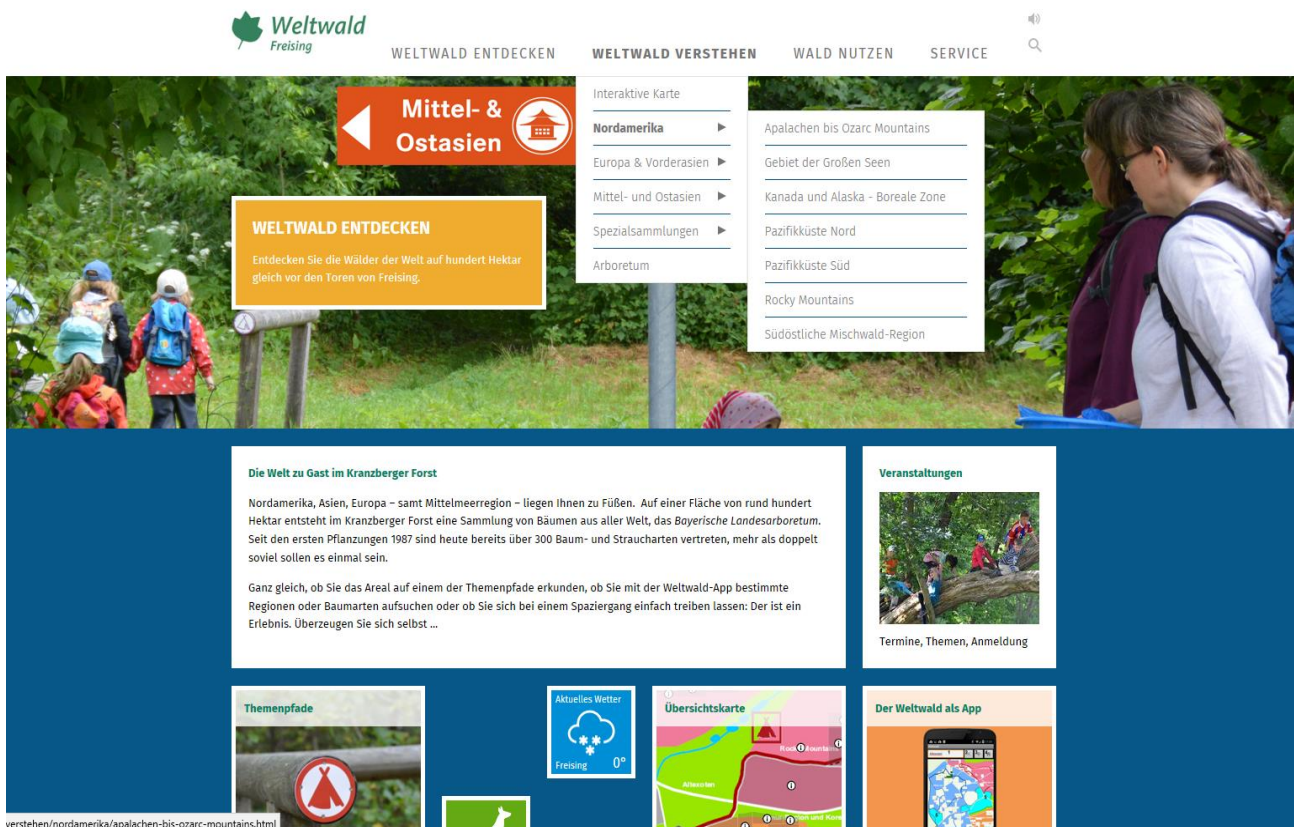 Weltwald
Freising
WELTWALD ENTDECKEN
WELTWALD VERSTEHEN
WALD NUTZEN
SERVICE
Interaktive Karte
Nordamerika
Europa & Vorderasien
Mittel- und Ostasien
Spezialsammlungen
Arboretum
Apalachen bis Ozarc Mountains
Gebiet der Großen Seen
Kanada und Alaska - Boreale Zone
Pazifikküste Nord
Pazifikküste Süd
Rocky Mountains
Südöstliche Mischwald-Region
Mittel- &
Ostasien
WELTWALD ENTDECKEN
Entdecken Sie die Wälder der Welt auf hundert Hektar
gleich vor den Toren von Freising.
Die Welt zu Gast im Kranzberger Forst
Nordamerika, Asien, Europa – samt Mittelmeerregion – liegen Ihnen zu Füßen. Auf einer Fläche von rund hundert
Hektar entsteht im Kranzberger Forst eine Sammlung von Bäumen aus aller Welt, das Bayerische Landesarboretum.
Seit den ersten Pflanzungen 1987 sind heute bereits über 300 Baum- und Straucharten vertreten, mehr als doppelt
soviel sollen es einmal sein.
Ganz gleich, ob Sie das Areal auf einem der Themenpfade erkunden, ob Sie mit der Weltwald-App bestimmte
Regionen oder Baumarten aufsuchen oder ob Sie sich bei einem Spaziergang einfach treiben lassen: Der ist ein
Erlebnis. Überzeugen Sie sich selbst ...
Veranstaltungen
Termine, Themen, Anmeldung
Themenpfade
Aktuelles Wetter
Freising 0°
Übersichtskarte
Der Weltwald als App
verstehen/nordamerika/apalachen-bis-ozarc-mountains.html